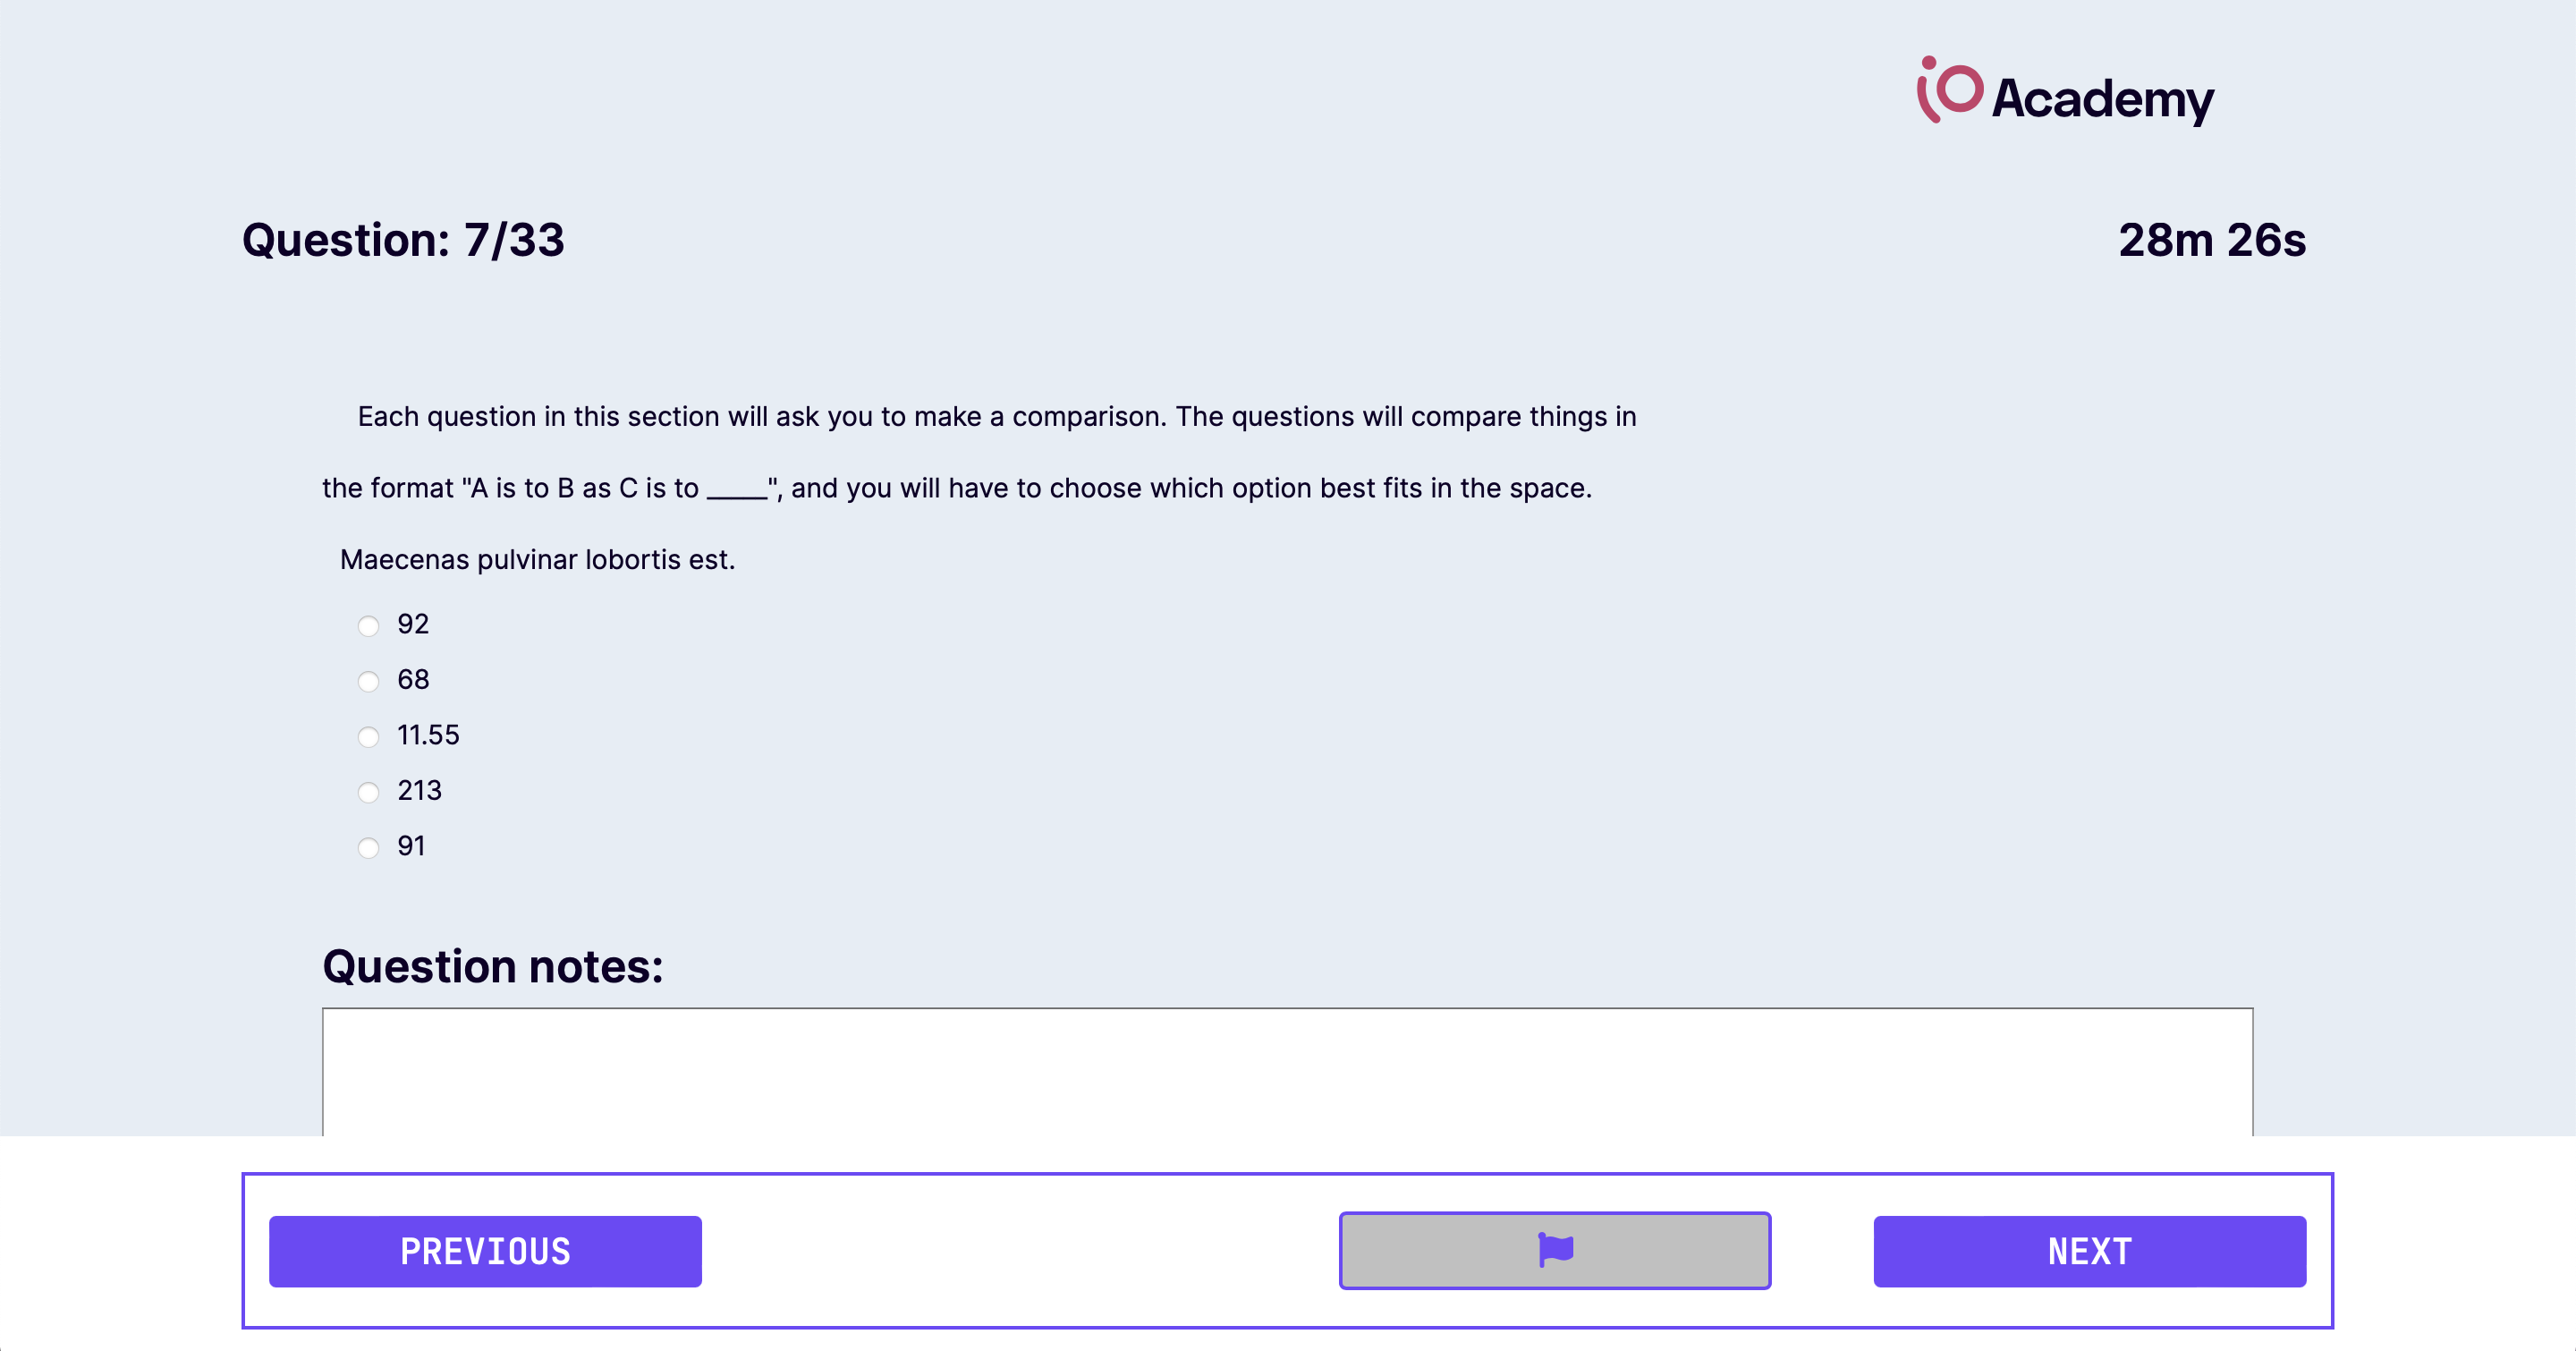 iO Academy
Question: 7/33
28m 26s
Each question in this section will ask you to make a comparison. The questions will compare things in
the format "A is to B as C is to _____", and you will have to choose which option best fits in the space.
Maecenas pulvinar lobortis est.
92
68
11.55
213
91
Question notes:
PREVIOUS
NEXT